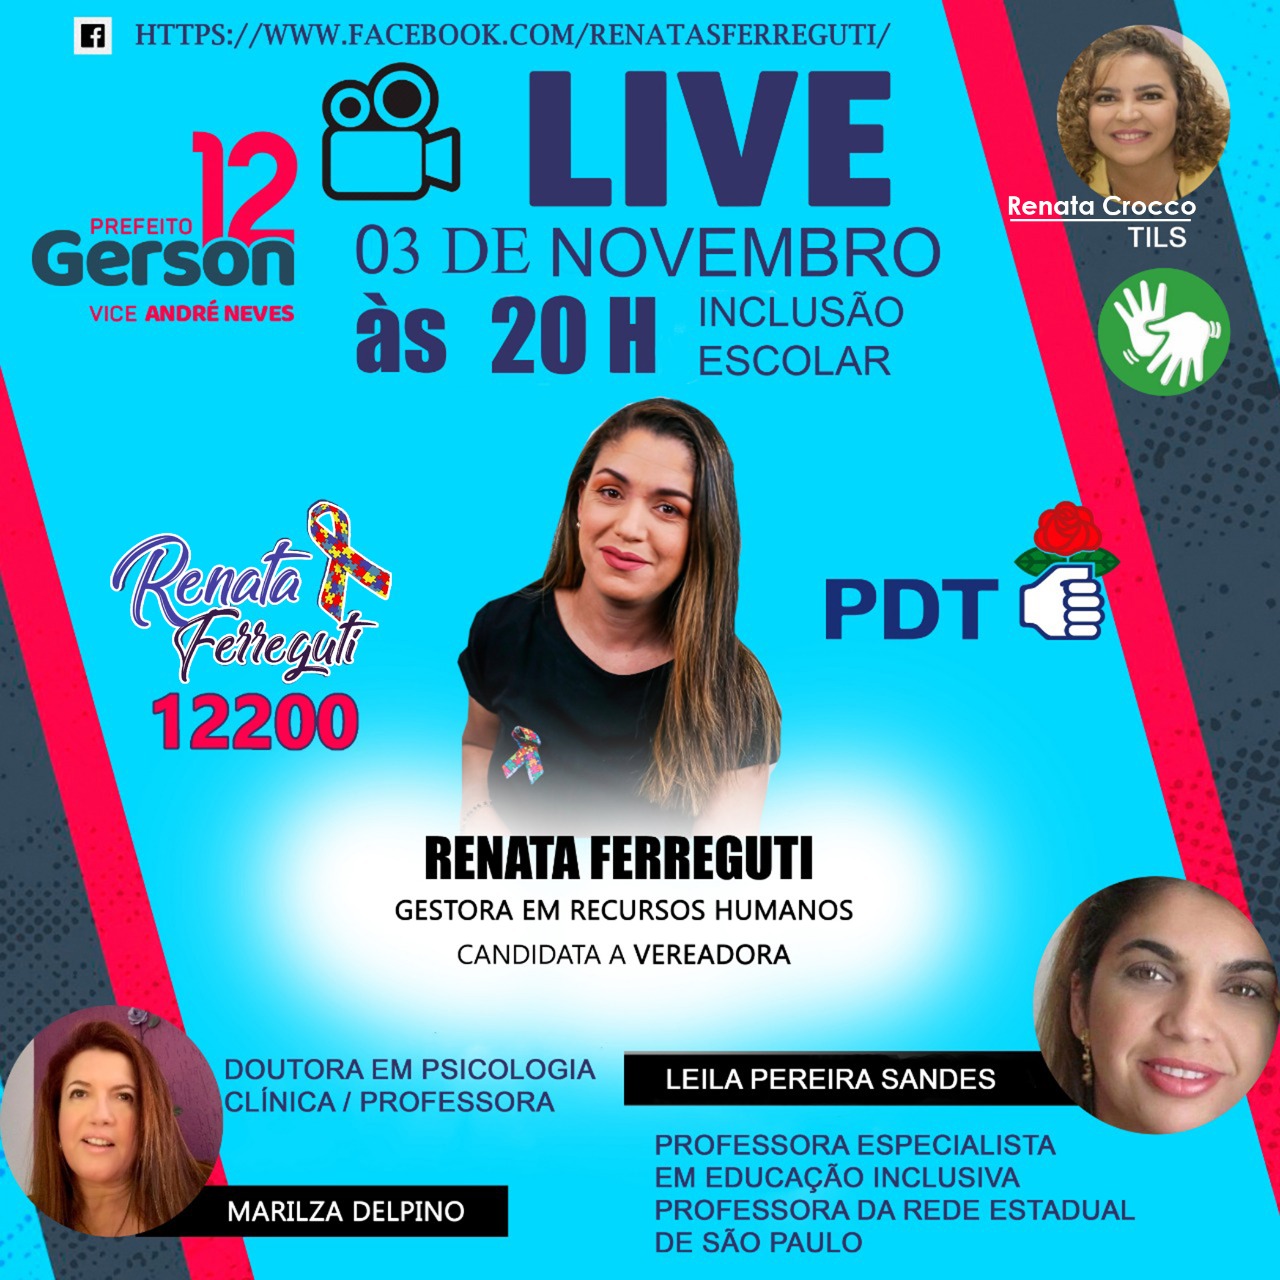 HTTPS://WWW.FACEBOOK.COM/RENATASFERREGUTI/
LIVE
03 DE NOVEMBRO
às 20 H
INCLUSÃO
ESCOLAR
12
PREFEITO
Gerson
VICE ANDRÉ NEVES
Renata Crocco
TILS
Renata
Ferreguti
12200
PDT
RENATA FERREGUTI
GESTORA EM RECURSOS HUMANOS
CANDIDATA A VEREADORA
DOUTORA EM PSICOLOGIA
CLÍNICA / PROFESSORA
MARILZA DELPINO
LEILA PEREIRA SANDES
PROFESSORA ESPECIALISTA
EM EDUCAÇÃO INCLUSIVA
PROFESSORA DA REDE ESTADUAL
DE SÃO PAULO